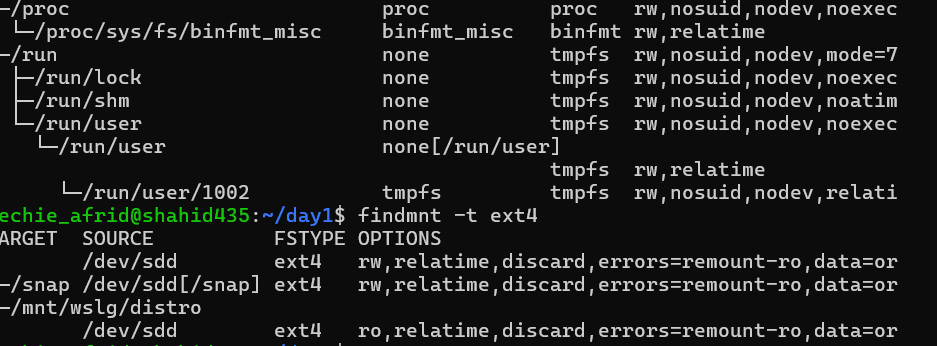 ─/proc proc proc rw,nosuid,nodev,noexec
└─/proc/sys/fs/binfmt_misc binfmt_misc binfmt rw,relatime
─/run none tmpfs rw,nosuid,nodev,mode=7
├─/run/lock none tmpfs rw,nosuid,nodev,noexec
├─/run/shm none tmpfs rw,nosuid,nodev,noatim
└─/run/user none tmpfs rw,nosuid,nodev,noexec
└─/run/user none[/run/user]
tmpfs rw,relatime
└─/run/user/1002 tmpfs tmpfs rw,nosuid,nodev,relati
echie_afrid@shahid435:~/day1$ findmnt -t ext4
ARGET SOURCE FSTYPE OPTIONS
/dev/sdd ext4 rw,relatime,discard,errors=remount-ro,data=or
─/snap /dev/sdd[/snap] ext4 rw,relatime,discard,errors=remount-ro,data=or
─/mnt/wslg/distro
/dev/sdd ext4 ro,relatime,discard,errors=remount-ro,data=or